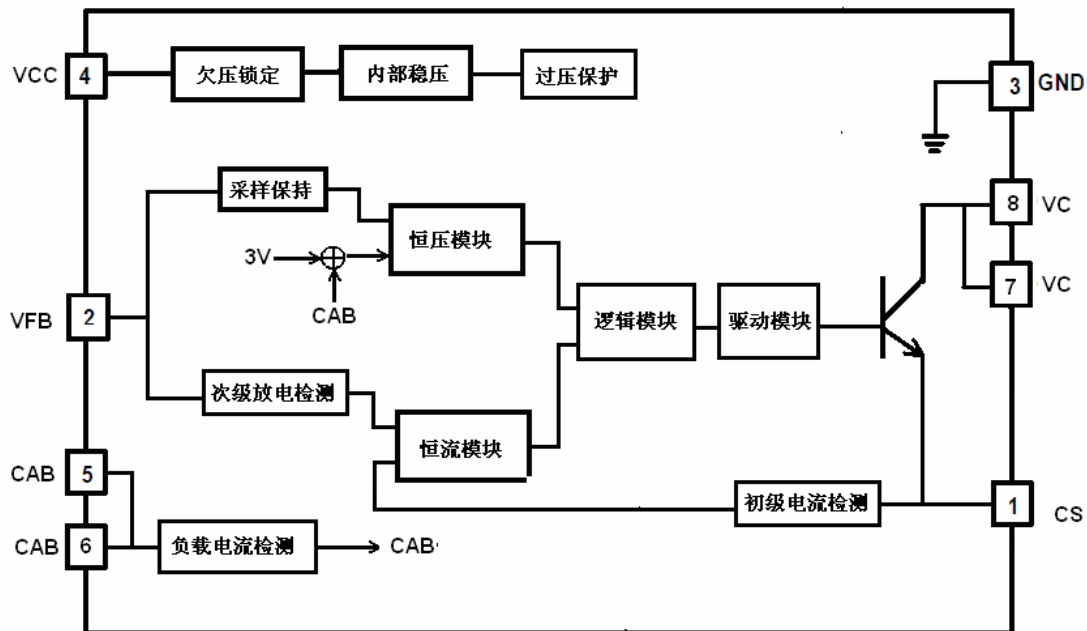 VCC
4
欠压锁定
内部稳压
过压保护
3
GND
采样保持
8
VC
恒压模块
3V
CAB
7
VC
VFB
2
逻辑模块
驱动模块
次级放电检测
恒流模块
CAB
5
初级电流检测
1
CS
CAB
6
负载电流检测
CAB